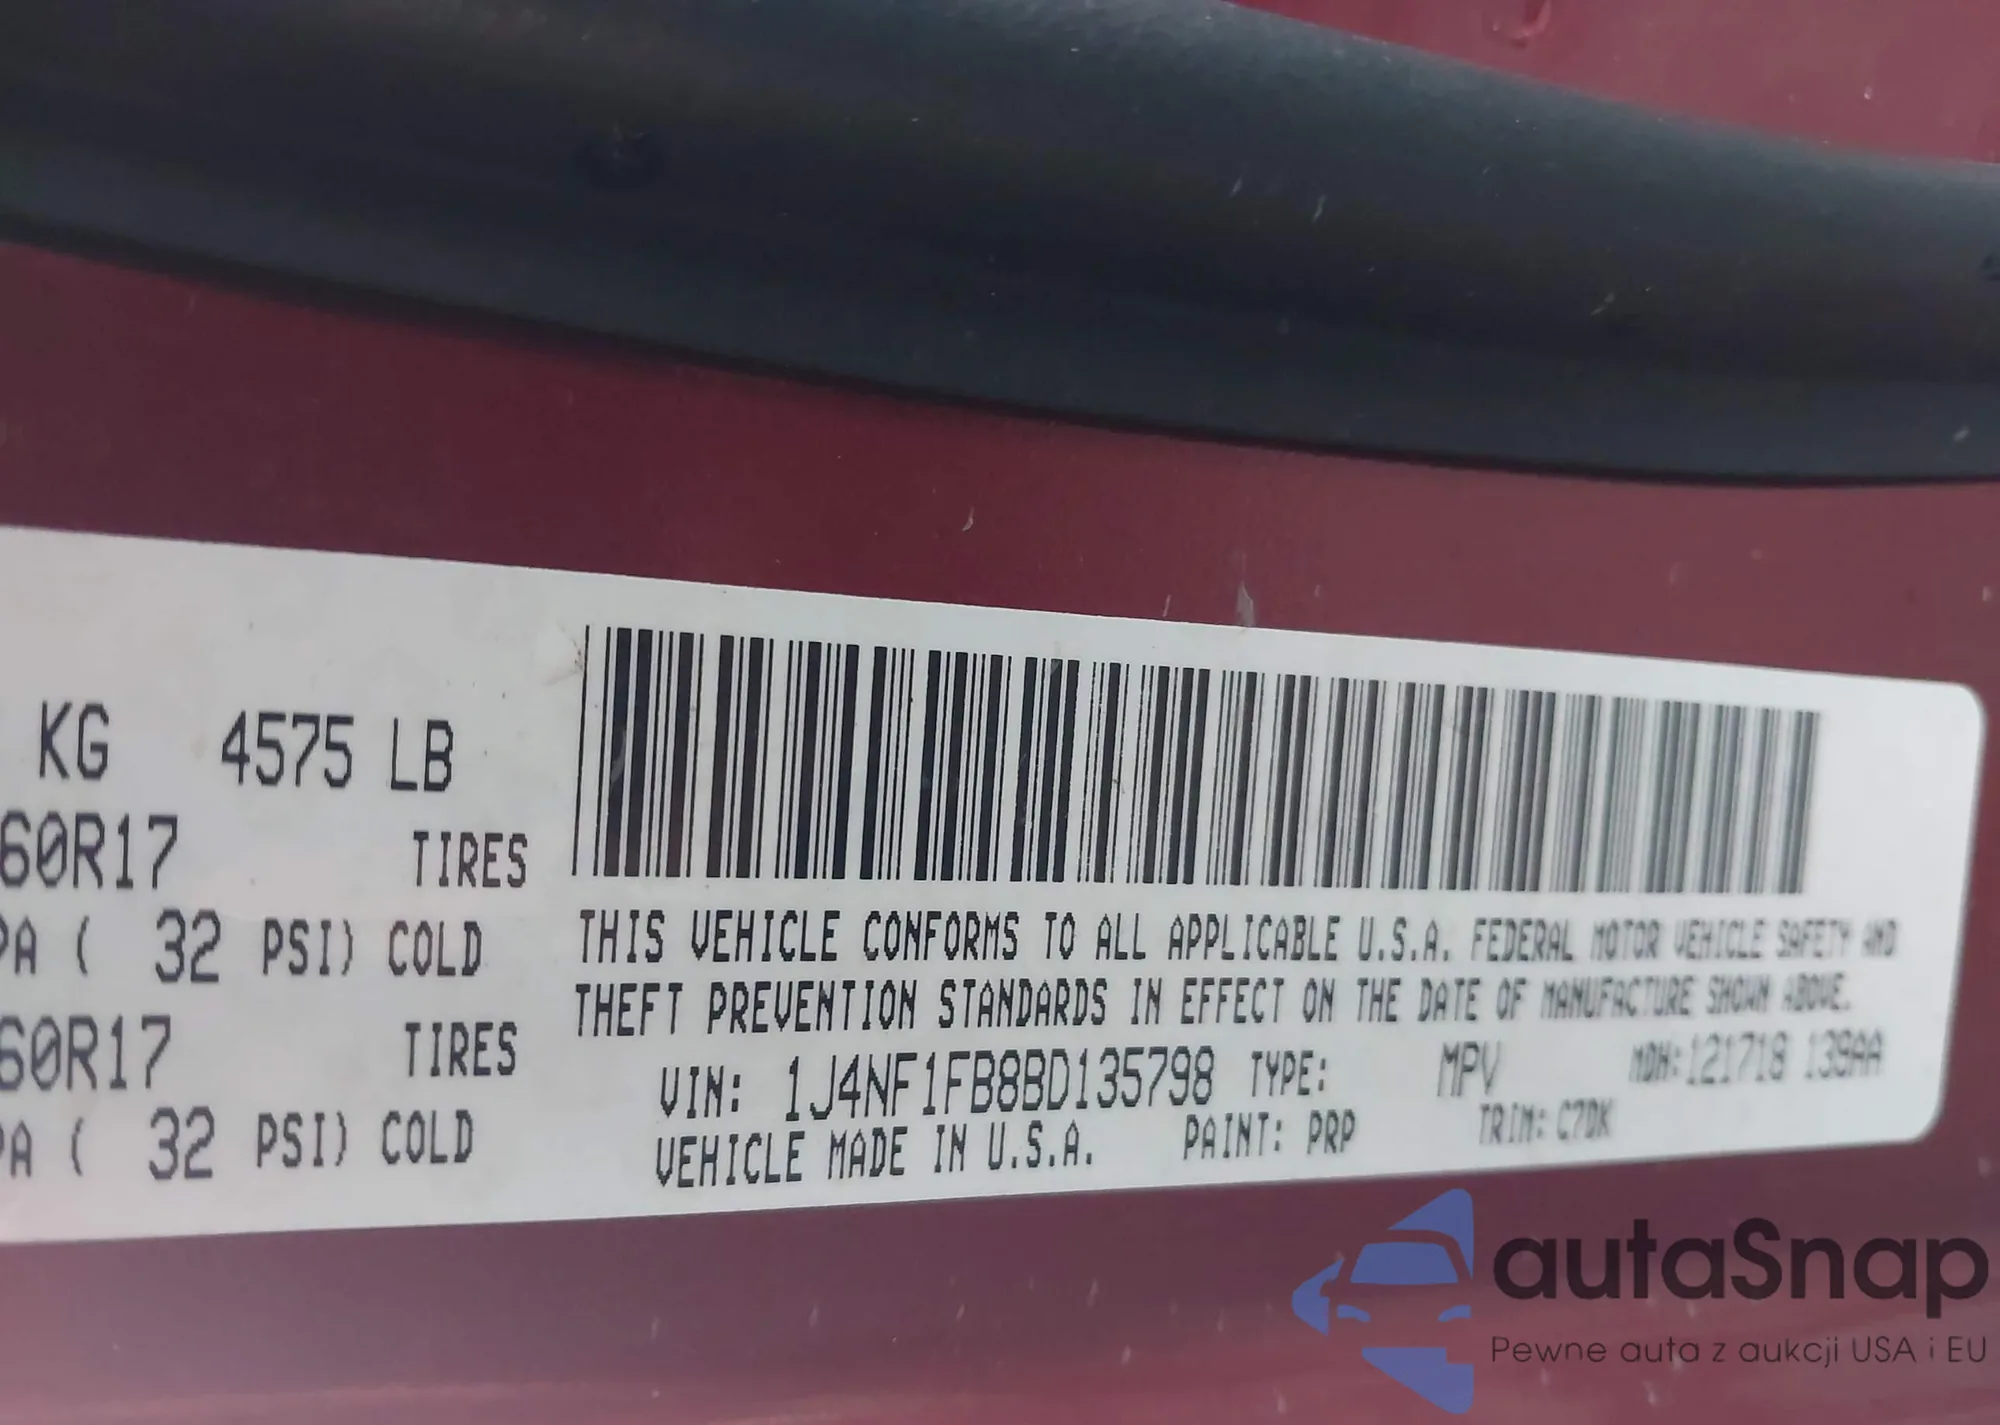 KG 4575 LB
60R17 TIRES
PA ( 32 PSI) COLD
60R17 TIRES
PA ( 32 PSI) COLD
THIS VEHICLE CONFORMS TO ALL APPLICABLE U.S.A. FEDERAL MOTOR VEHICLE SAFETY AND
THEFT PREVENTION STANDARDS IN EFFECT ON THE DATE OF MANUFACTURE SHOWN ABOVE.
VIN: 1J4NF1FB8BD135798 TYPE: MPV MDH:121718 139AA
VEHICLE MADE IN U.S.A. PAINT: PRP TRIM: C7DK
autaSnap
Pewne auta z aukcji USA i EU